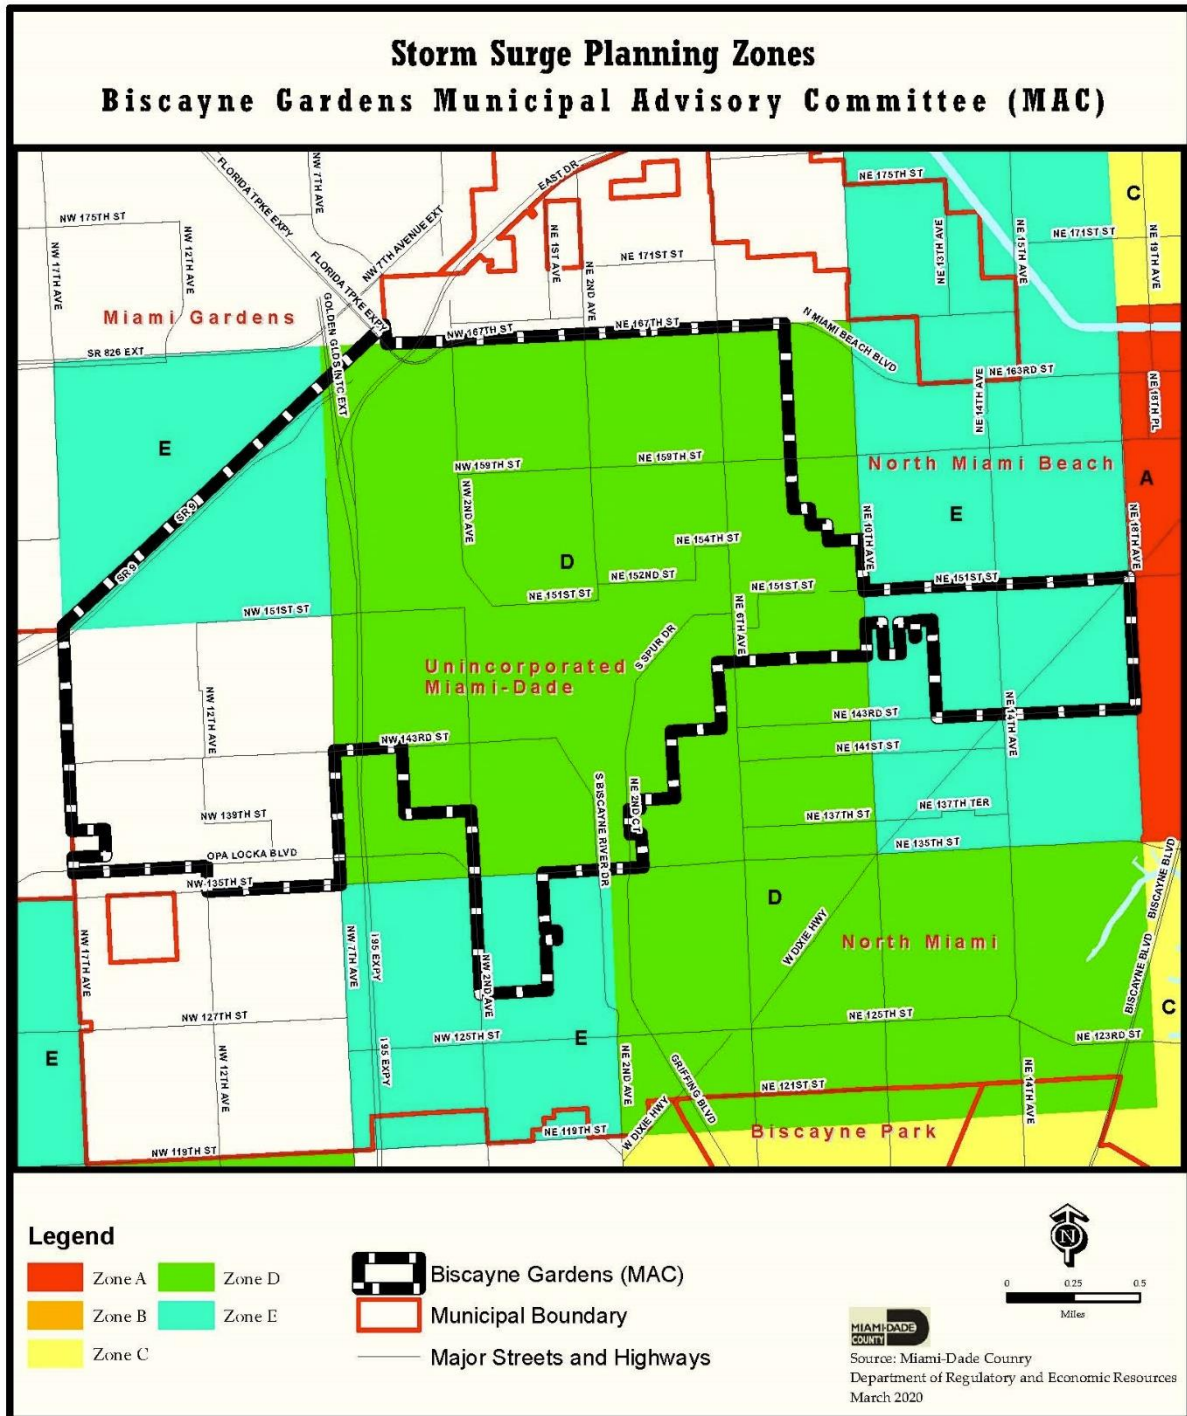 Storm Surge Planning Zones
Biscayne Gardens Municipal Advisory Committee (MAC)
FLORIDA TPKE EXPY
NW 7TH AVE
EAST DR
NE 175TH ST
C
NW 175TH ST
NW 17TH AVE
NW 12TH AVE
NW 7TH AVENUE EXT
NE 1ST AVE
NE 2ND AVE
NE 171ST ST
NE 13TH AVE
NE 15TH AVE
NE 171ST ST
NE 19TH AVE
FLORIDA TPKE EXPY
GOLDEN GLDS INTC EXT
Miami Gardens
NW 167TH ST
NE 167TH ST
N MIAMI BEACH BLVD
SR 826 EXT
NE 163RD ST
NE 14TH AVE
NE 18TH PL
E
NW 159TH ST
NE 159TH ST
North Miami Beach
A
NW 2ND AVE
SR 9
SR 9
NE 10TH AVE
E
NE 18TH AVE
NE 154TH ST
D
NE 152ND ST
NE 151ST ST
NE 151ST ST
NE 151ST ST
NW 151ST ST
NE 6TH AVE
S SPUR DR
Unincorporated
Miami-Dade
NW 12TH AVE
NE 14TH AVE
NE 143RD ST
NW 143RD ST
NE 141ST ST
S BISCAYNE RIVER DR
NE 2ND CT
NW 139TH ST
NE 137TH ST
NE 137TH TER
NE 135TH ST
OPA LOCKA BLVD
NW 135TH ST
BISCAYNE BLVD
D
W DIXIE HWY
North Miami
BISCAYNE BLVD
NW 17TH AVE
NW 7TH AVE
I 95 EXPY
NW 2ND AVE
C
NW 127TH ST
NE 125TH ST
NW 125TH ST
E
NE 123RD ST
E
NW 12TH AVE
I 95 EXPY
NE 2ND AVE
GRIFFING BLVD
NE 121ST ST
NE 14TH AVE
W DIXIE HWY
NE 119TH ST
Biscayne Park
NW 119TH ST
Legend
Zone A
Zone B
Zone C
Zone D
Zone E
Biscayne Gardens (MAC)
Municipal Boundary
Major Streets and Highways
N
0 0.25 0.5
Miles
MIAMI-DADE
COUNTY
Source: Miami-Dade Counry
Department of Regulatory and Economic Resources
March 2020